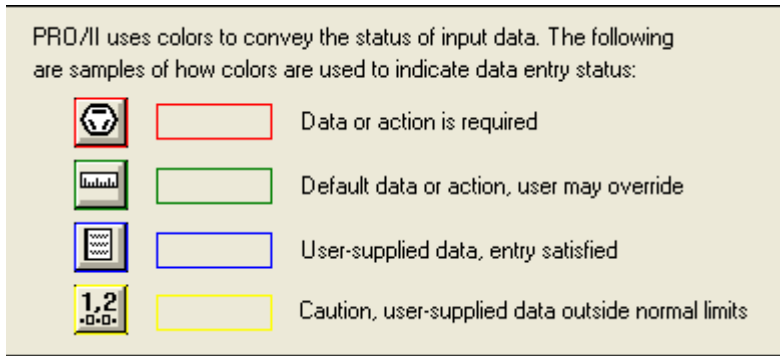 PRO/II uses colors to convey the status of input data. The following
are samples of how colors are used to indicate data entry status:
Data or action is required
Default data or action, user may override
User-supplied data, entry satisfied
1,2
Caution, user-supplied data outside normal limits